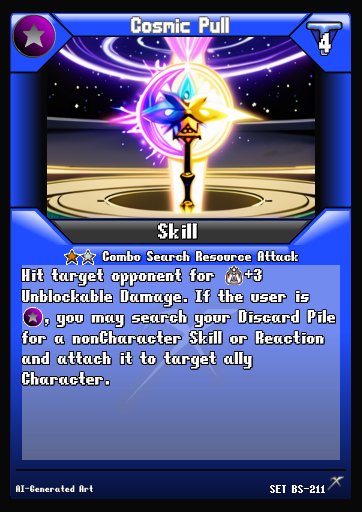 Cosmic Pull
4
Skill
Combo Search Resource Attack
Hit target opponent for +3
Unblockable Damage. If the user is
, you may search your Discard Pile
for a nonCharacter Skill or Reaction
and attach it to target ally
Character.
AI-Generated Art
SET BS-211